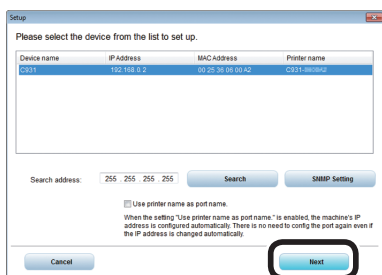 Setup
Please select the device from the list to set up.
Device name IP Address MAC Address Printer name
C931 192.168.0.2 00 25 36 06 00 A2 C931-
Search address: 255 . 255 . 255 . 255 Search SNMP Setting
Use printer name as port name.
When the setting "Use printer name as port name." is enabled, the machine's IP
address is configured automatically. There is no need to config the port again even if
the IP address is changed automatically.
Cancel Next